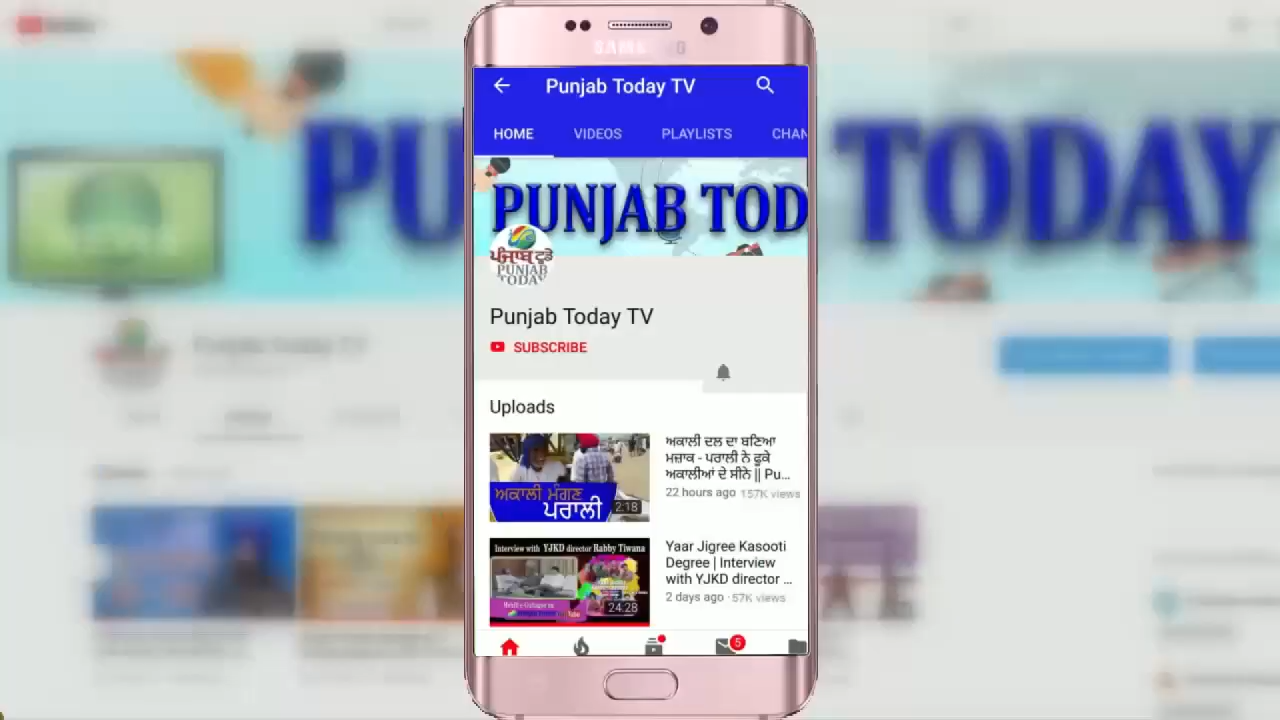 SAMSUNG
Punjab Today TV
HOME VIDEOS PLAYLISTS CHAN
PUNJAB TOD
PU
TODAY
ਪੰਜਾਬ ਟੂਡੇ
PUNJAB
TODAY
Punjab Today TV
SUBSCRIBE
Uploads
ਅਕਾਲੀ ਮੰਗਣ
ਪਰਾਲੀ
2:18
ਅਕਾਲੀ ਦਲ ਦਾ ਬਣਿਆ
ਮਜ਼ਾਕ - ਪਰਾਲੀ ਨੇ ਫੂਕੇ
ਅਕਾਲੀਆਂ ਦੇ ਸੀਨੇ || Pu...
22 hours ago 157K views
Interview with YJKD director Rabby Tiwana
24:28
Yaar Jigree Kasooti
Degree | Interview
with YJKD director ...
2 days ago · 57K views
5